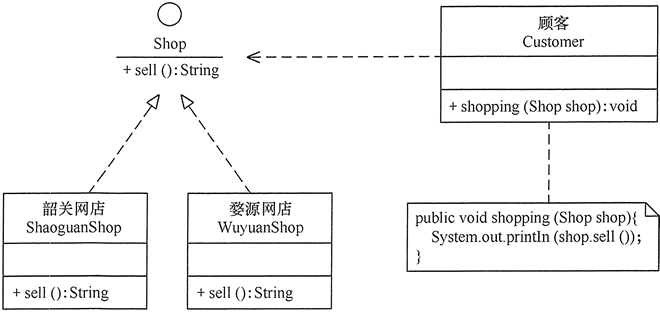 Shop
+ sell ():String
顾客
Customer
+ shopping (Shop shop):void
韶关网店
ShaoguanShop
+ sell ():String
婺源网店
WuyuanShop
+ sell ():String
public void shopping (Shop shop){
System.out.printIn (shop.sell ());
}